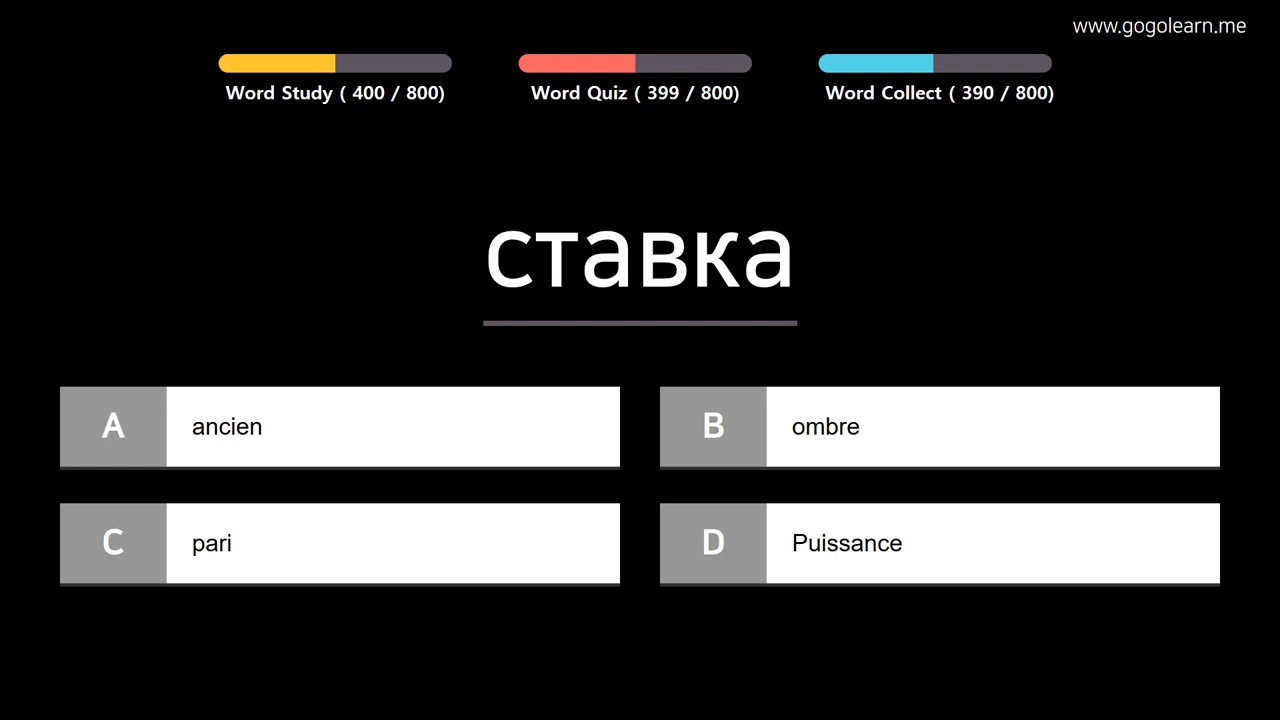 www.gogolearn.me
Word Study ( 400 / 800)
Word Quiz ( 399 / 800)
Word Collect ( 390 / 800)
ставка
A ancien
B ombre
C pari
D Puissance